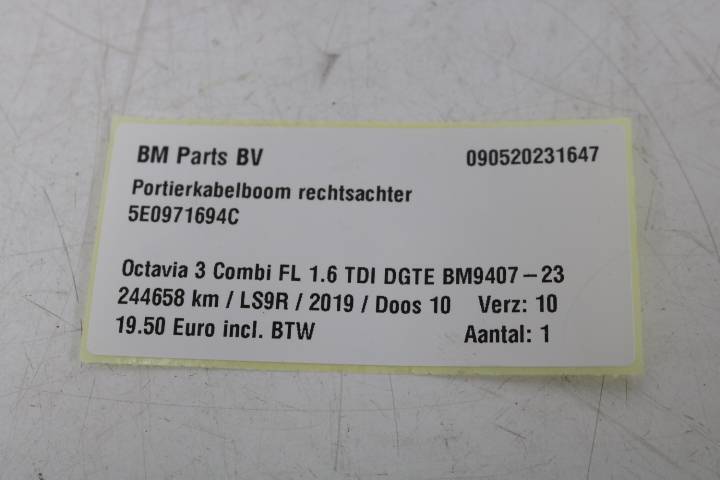 BM Parts BV 090520231647
Portierkabelboom rechtsachter
5E0971694C
Octavia 3 Combi FL 1.6 TDI DGTE BM9407-23
244658 km / LS9R / 2019 / Doos 10 Verz: 10
19.50 Euro incl. BTW Aantal: 1